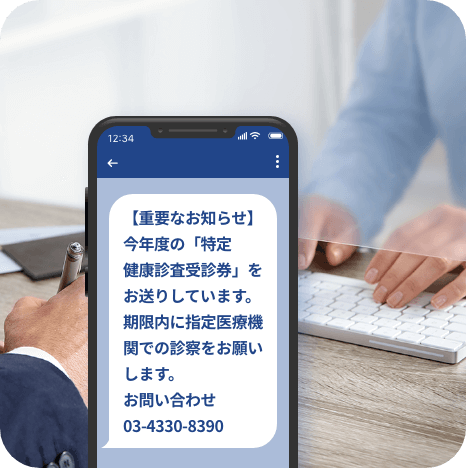 12:34
【重要なお知らせ】
今年度の「特定
健康診査受診券」を
お送りしています。
期限内に指定医療機
関での診察をお願い
します。
お問い合わせ
03-4330-8390